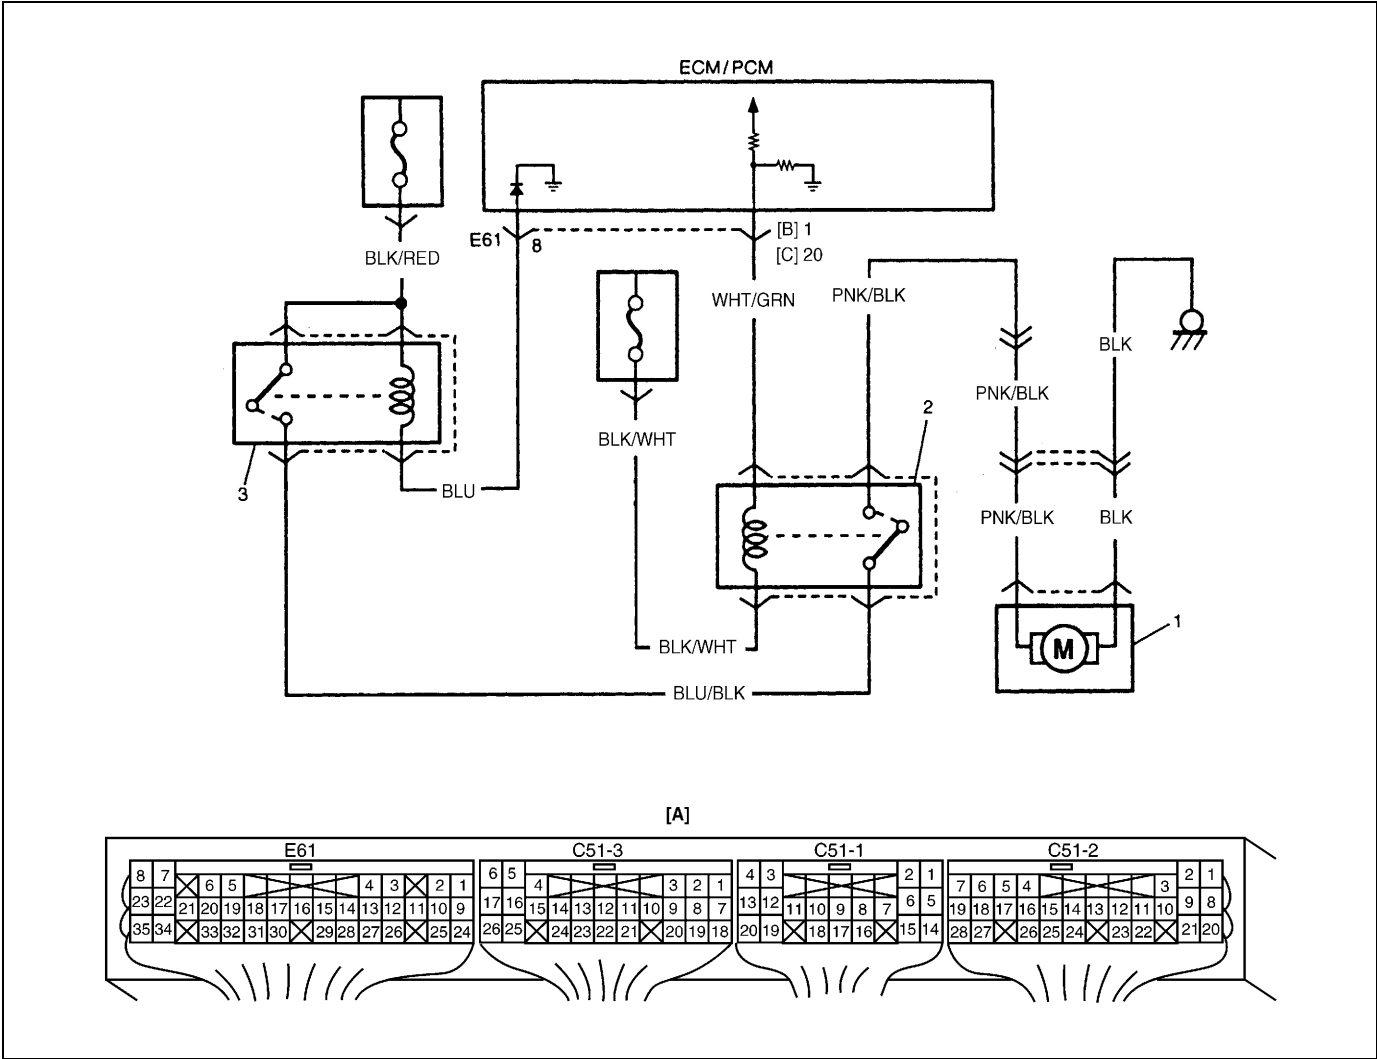 ECM/PCM
E61
8
[B] 1
[C] 20
BLK/RED
WHT/GRN
PNK/BLK
BLK
PNK/BLK
2
BLK/WHT
3
BLU
PNK/BLK
BLK
1
M
BLK/WHT
BLU/BLK
[A]
E61
C51-3
C51-1
C51-2
8 7 6 5 4 3 2 1
23 22 21 20 19 18 17 16 15 14 13 12 11 10 9
35 34 33 32 31 30 29 28 27 26 25 24
6 5 4 3 2 1
17 16 15 14 13 12 11 10 9 8 7
26 25 24 23 22 21 20 19 18
4 3 2 1
13 12 11 10 9 8 7 6 5
20 19 18 17 16 15 14
7 6 5 4 3 2 1
19 18 17 16 15 14 13 12 11 10 9 8
28 27 26 25 24 23 22 21 20